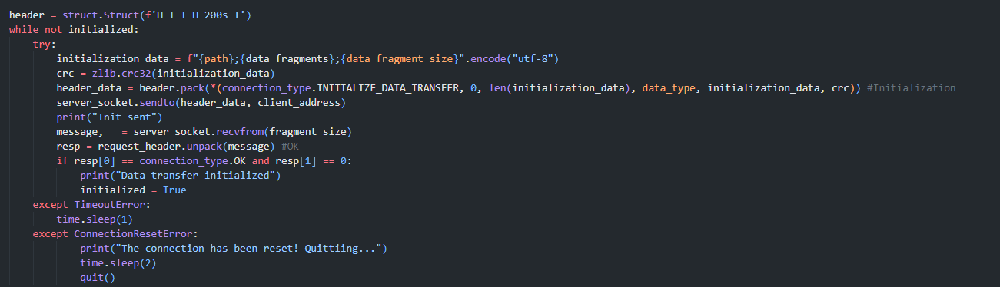 header = struct.Struct(f'H I I H 200s I')
while not initialized:
    try:
        initialization_data = f"{path};{data_fragments};{data_fragment_size}".encode("utf-8")
        crc = zlib.crc32(initialization_data)
        header_data = header.pack(*(connection_type.INITIALIZE_DATA_TRANSFER, 0, len(initialization_data), data_type, initialization_data, crc)) #Initialization
        server_socket.sendto(header_data, client_address)
        print("Init sent")
        message, _ = server_socket.recvfrom(fragment_size)
        resp = request_header.unpack(message) #OK
        if resp[0] == connection_type.OK and resp[1] == 0:
            print("Data transfer initialized")
            initialized = True
    except TimeoutError:
        time.sleep(1)
    except ConnectionResetError:
            print("The connection has been reset! Quittiing...")
            time.sleep(2)
            quit()